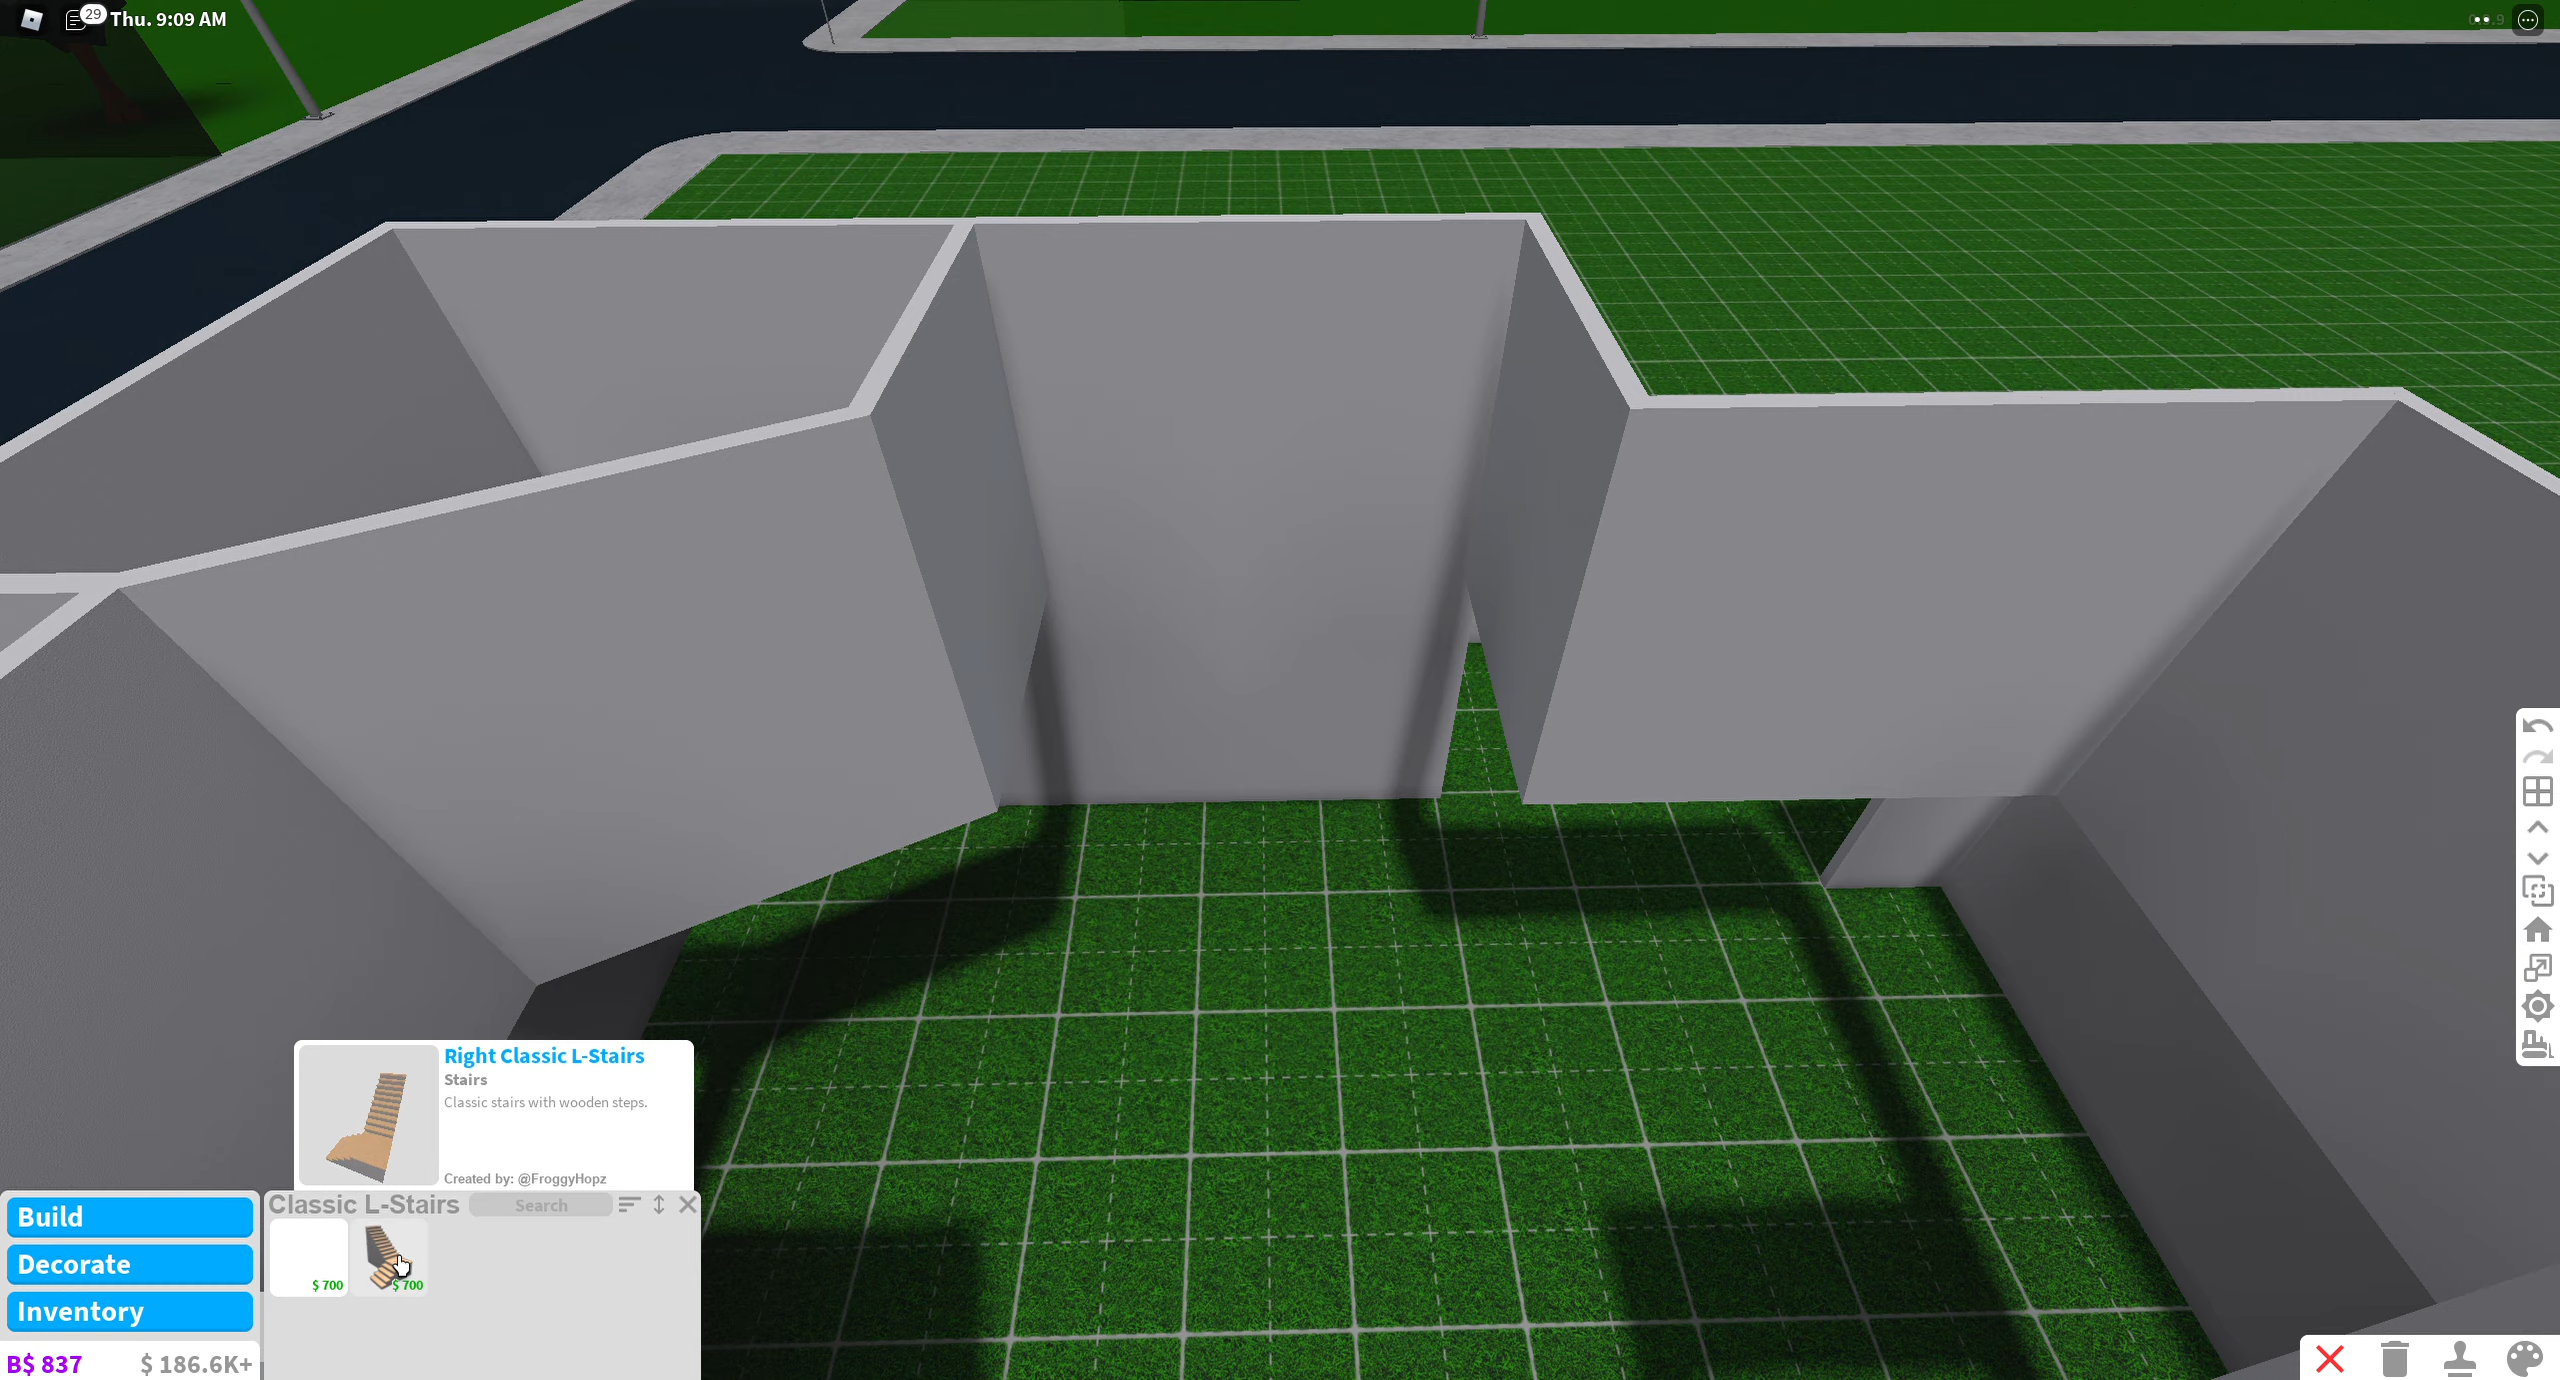 29 Thu. 9:09 AM
Right Classic L-Stairs
Stairs
Classic stairs with wooden steps.
Created by: @FroggyHopz
Classic L-Stairs Search
$ 700 $ 700
Build
Decorate
Inventory
B$ 837 $ 186.6K+